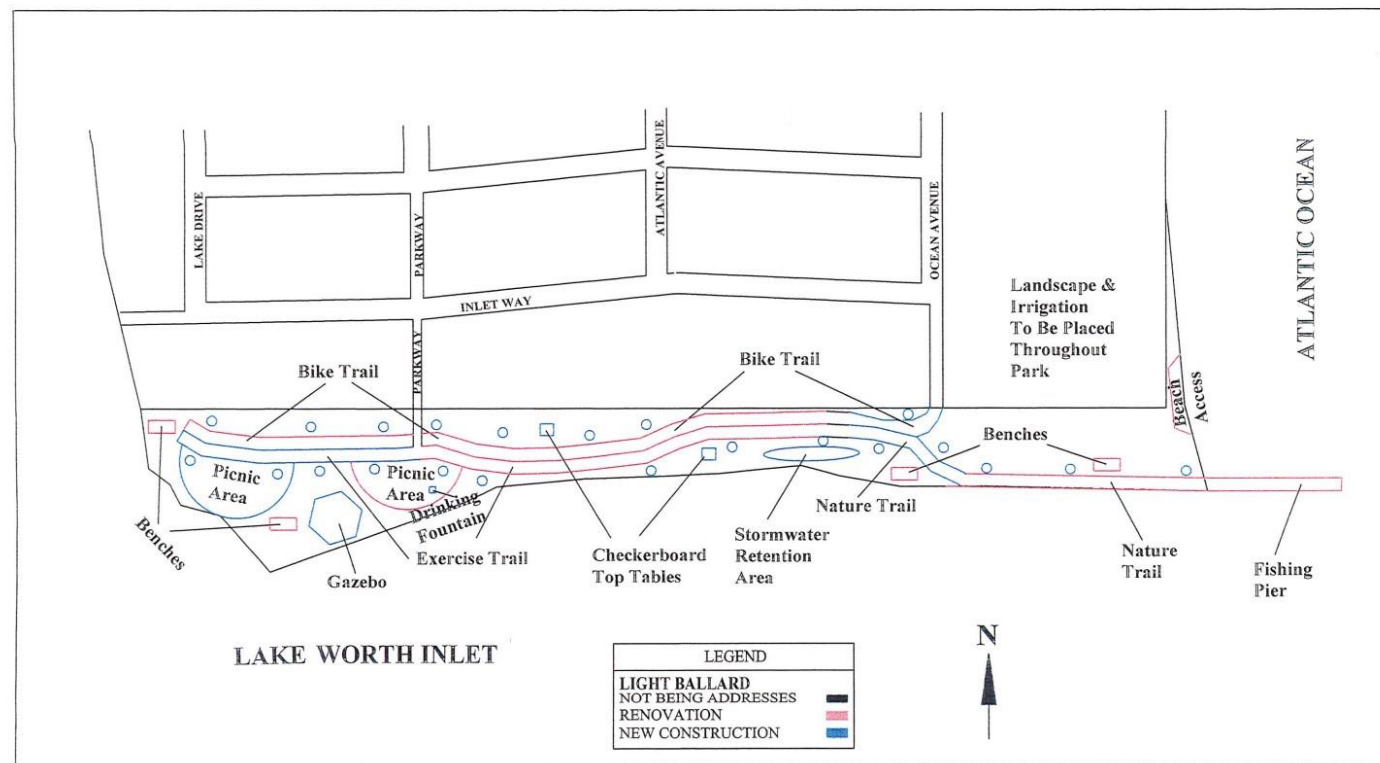 ATLANTIC AVENUE
ATLANTIC OCEAN
LAKE DRIVE
PARKWAY
OCEAN AVENUE
INLET WAY
Landscape &
Irrigation
To Be Placed
Throughout
Park
PARKWAY
Bike Trail
Bike Trail
Beach
Access
Benches
Picnic
Area
Picnic
Area
Drinking
Fountain
Benches
Gazebo
Exercise Trail
Checkerboard
Top Tables
Stormwater
Retention
Area
Nature Trail
Nature
Trail
Fishing
Pier
LAKE WORTH INLET
N
LEGEND
LIGHT BALLARD
NOT BEING ADDRESSES
RENOVATION
NEW CONSTRUCTION